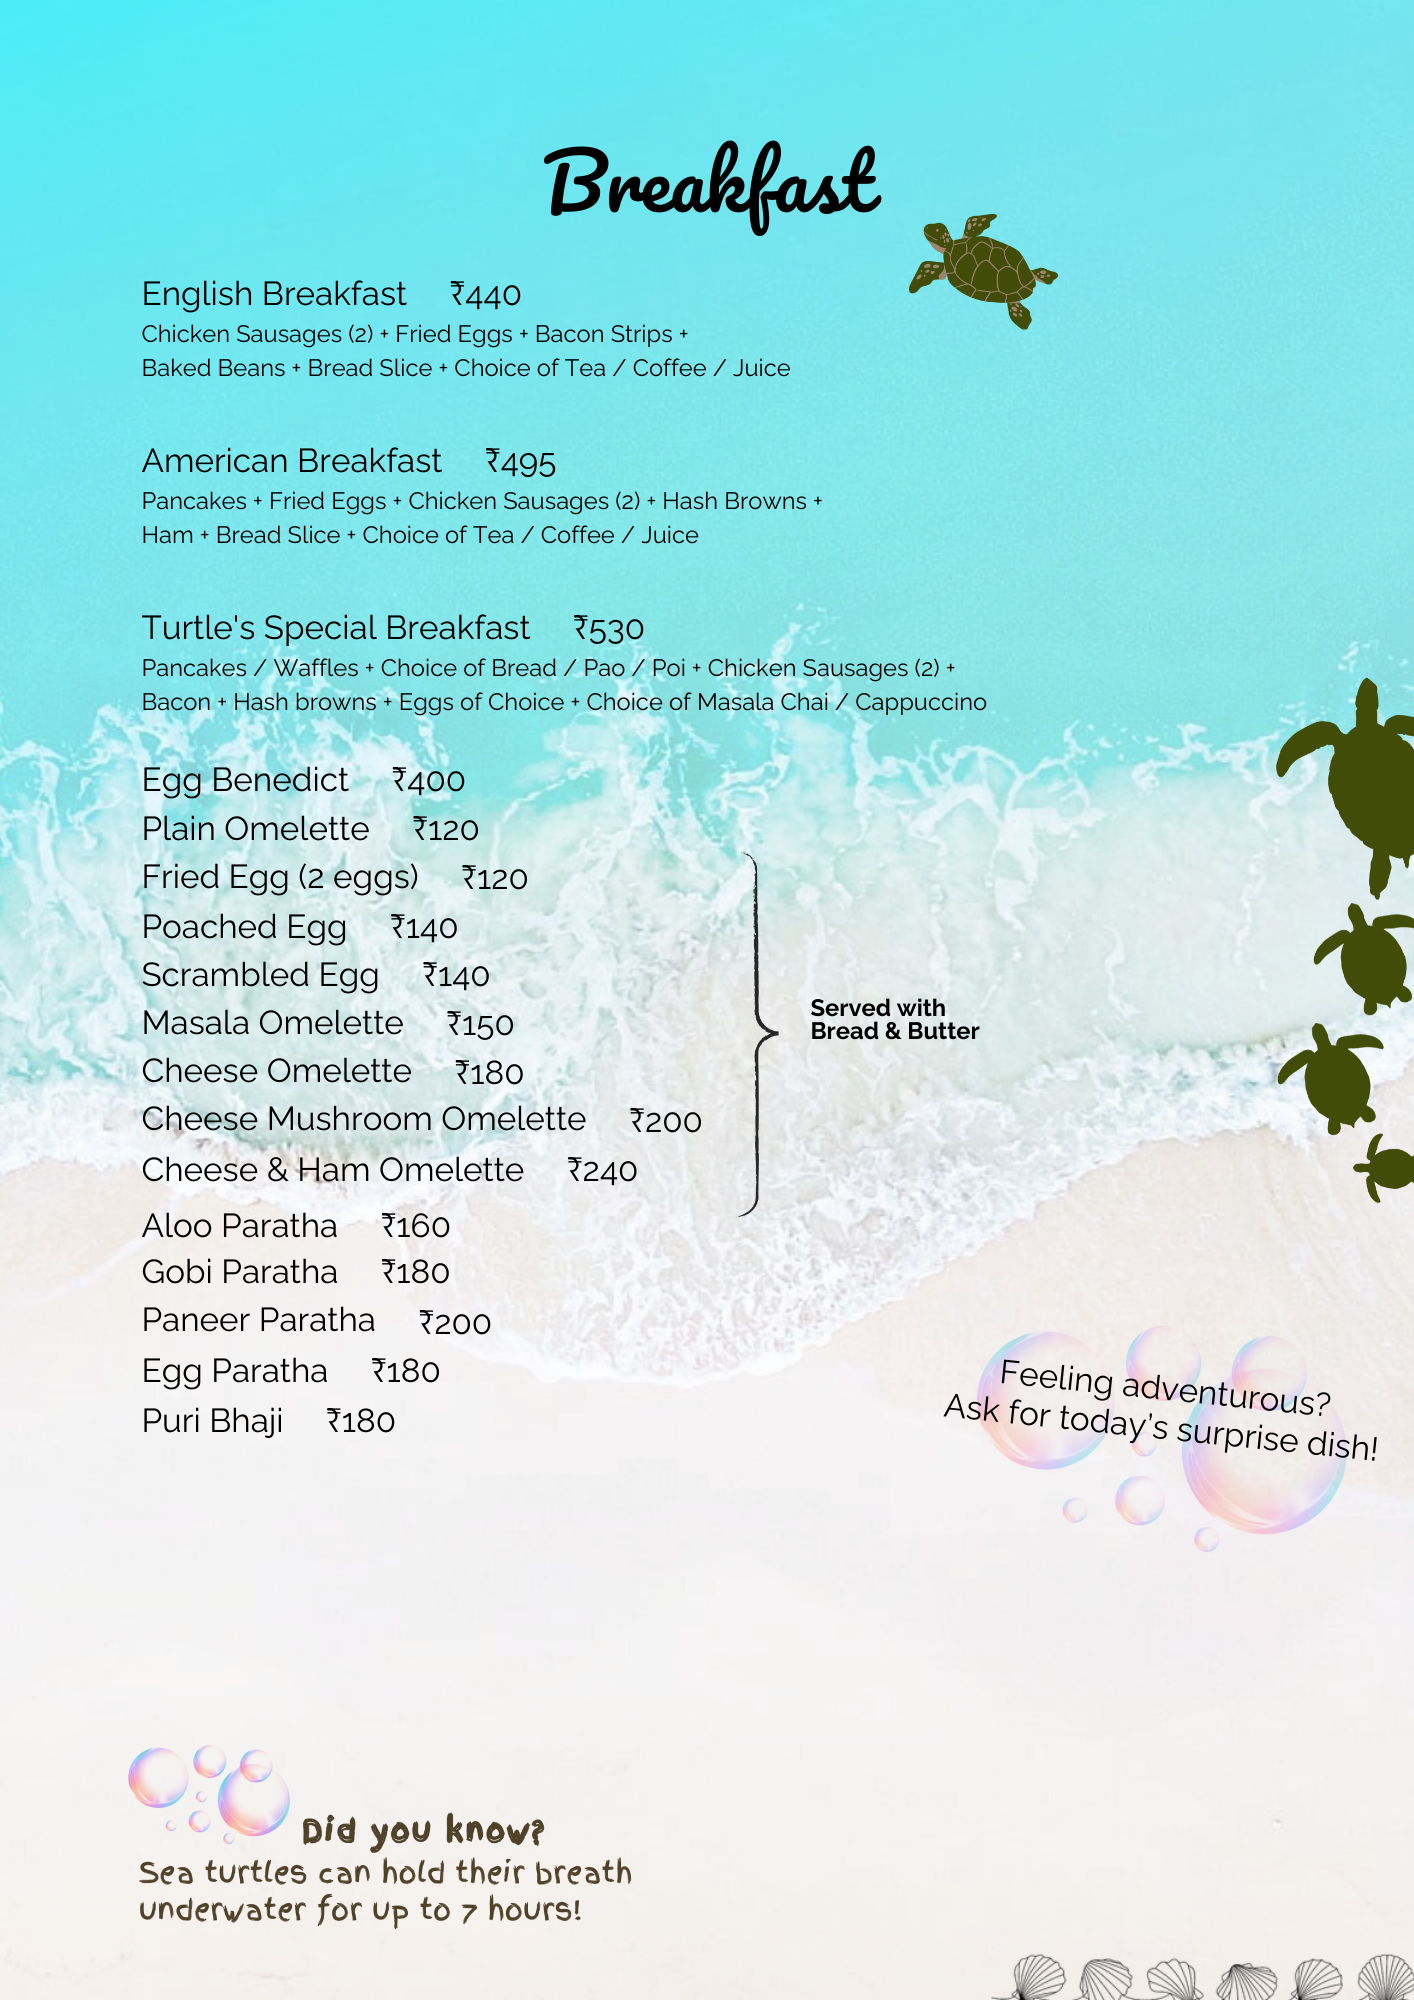 Breakfast
English Breakfast ₹440
Chicken Sausages (2) + Fried Eggs + Bacon Strips +
Baked Beans + Bread Slice + Choice of Tea / Coffee / Juice
American Breakfast ₹495
Pancakes + Fried Eggs + Chicken Sausages (2) + Hash Browns +
Ham + Bread Slice + Choice of Tea / Coffee / Juice
Turtle's Special Breakfast ₹530
Pancakes / Waffles + Choice of Bread / Pao / Poi + Chicken Sausages (2) +
Bacon + Hash browns + Eggs of Choice + Choice of Masala Chai / Cappuccino
Egg Benedict ₹400
Plain Omelette ₹120
Fried Egg (2 eggs) ₹120
Poached Egg ₹140
Scrambled Egg ₹140
Masala Omelette ₹150
Cheese Omelette ₹180
Cheese Mushroom Omelette ₹200
Cheese & Ham Omelette ₹240
Served with
Bread & Butter
Aloo Paratha ₹160
Gobi Paratha ₹180
Paneer Paratha ₹200
Egg Paratha ₹180
Puri Bhaji ₹180
Feeling adventurous?
Ask for today's surprise dish!
Did you know?
Sea turtles can hold their breath
underwater for up to 7 hours!